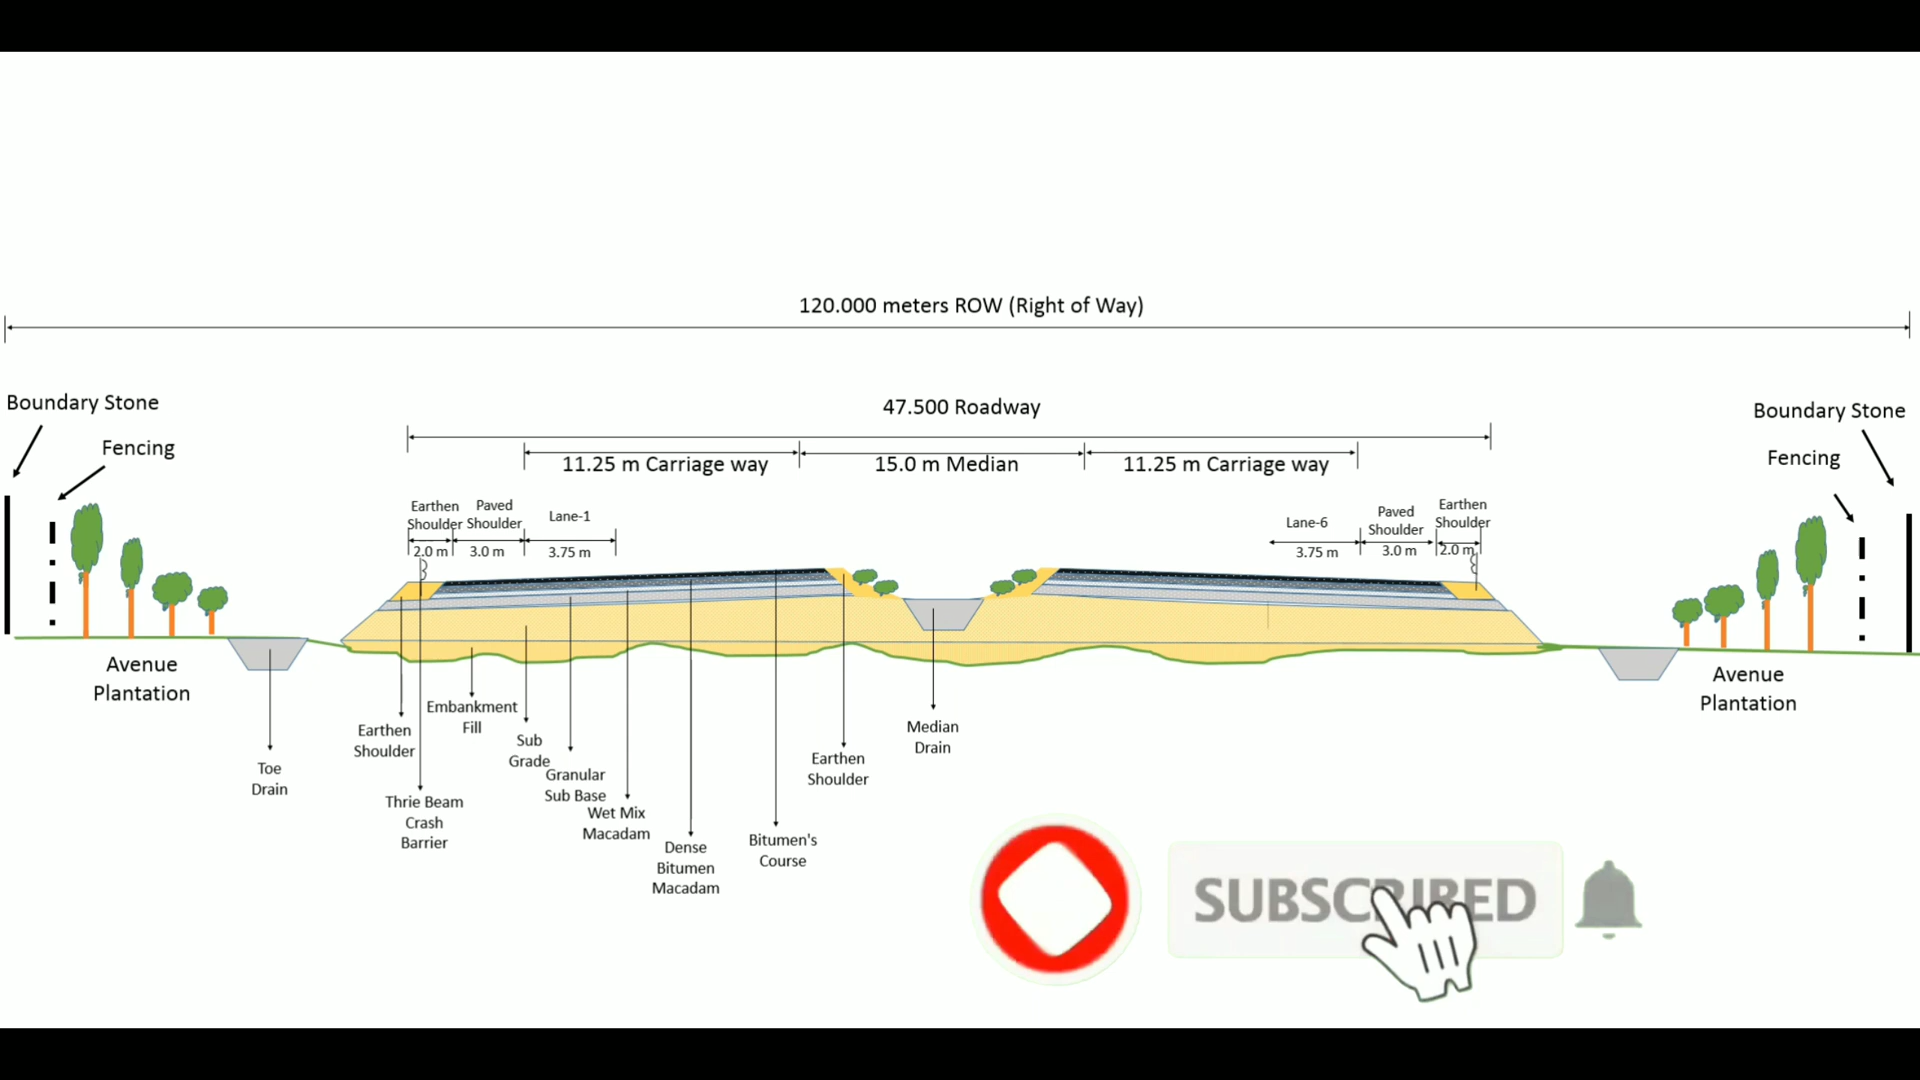 120.000 meters ROW (Right of Way)
Boundary Stone
Fencing
47.500 Roadway
11.25 m Carriage way
15.0 m Median
11.25 m Carriage way
Boundary Stone
Fencing
Earthen
Shoulder
2.0 m
Paved
Shoulder
3.0 m
Lane-1
3.75 m
Lane-6
3.75 m
Paved
Shoulder
3.0 m
Earthen
Shoulder
2.0 m
Avenue
Plantation
Toe
Drain
Earthen
Shoulder
Thrie Beam
Crash
Barrier
Embankment
Fill
Sub
Grade
Granular
Sub Base
Wet Mix
Macadam
Dense
Bitumen
Macadam
Bitumen's
Course
Earthen
Shoulder
Median
Drain
Avenue
Plantation
SUBSCRIBED